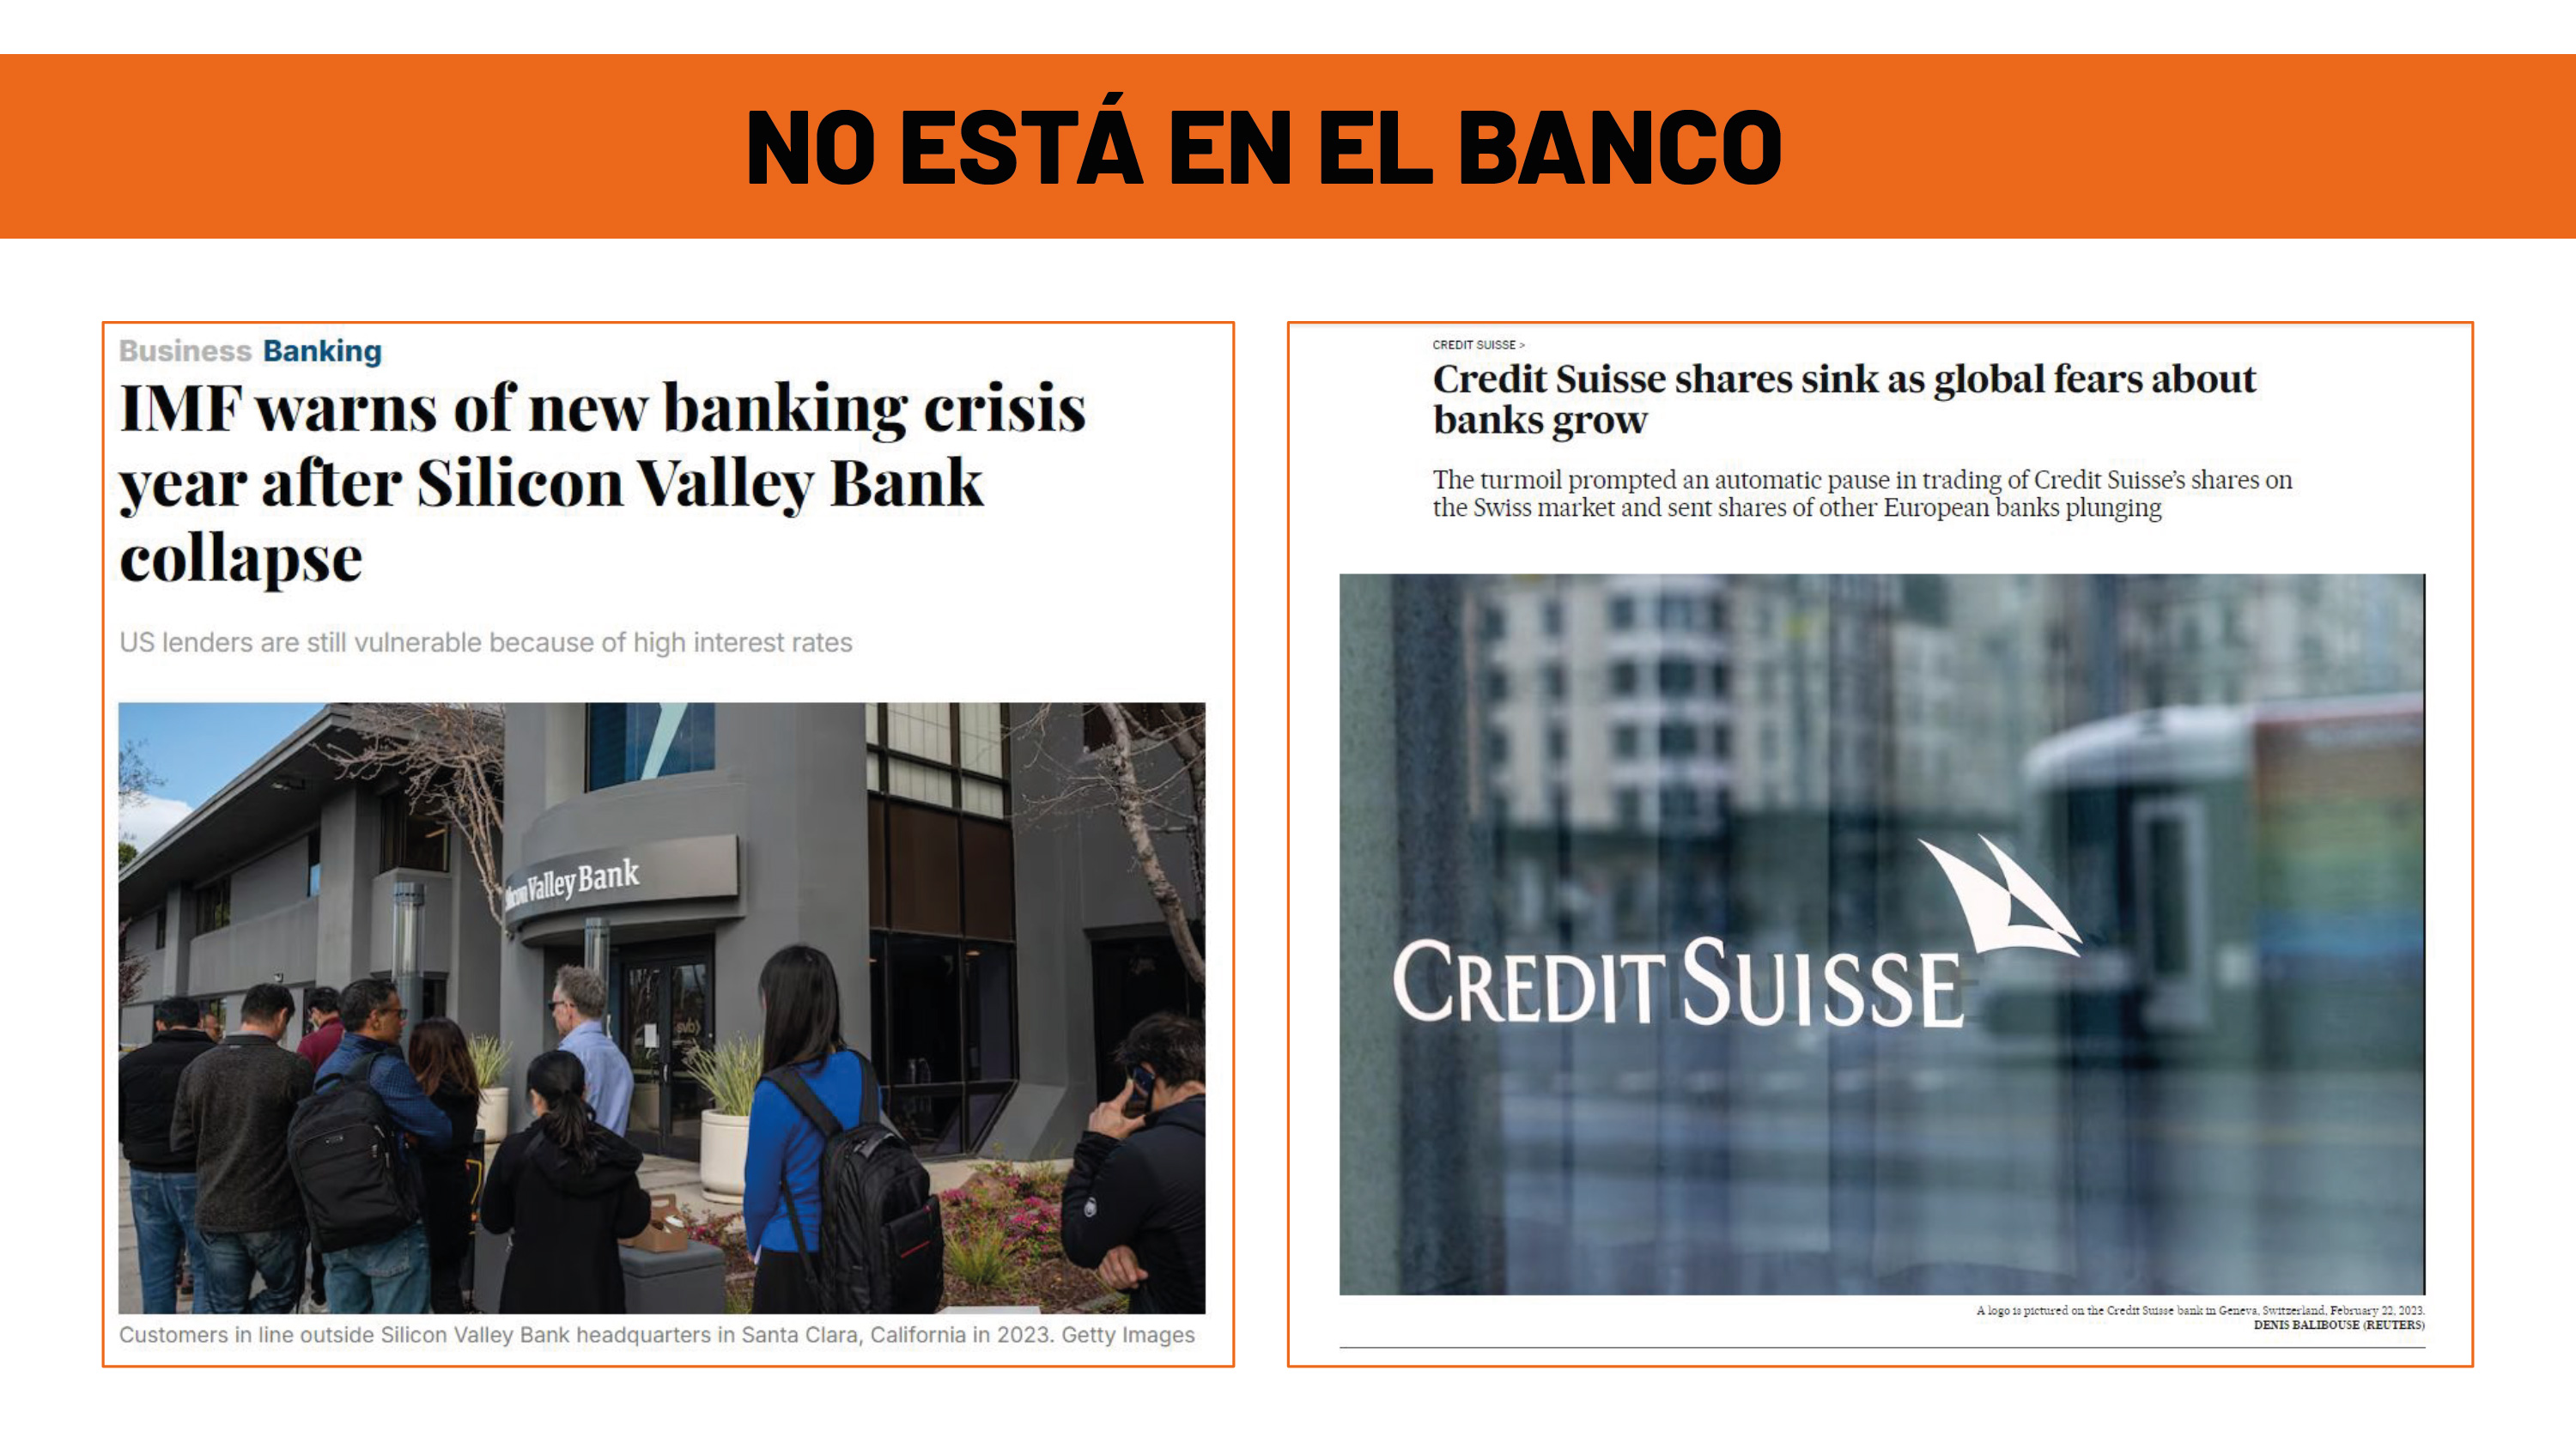 NO ESTÁ EN EL BANCO
Business Banking
IMF warns of new banking crisis
year after Silicon Valley Bank
collapse
US lenders are still vulnerable because of high interest rates
Valley Bank
svb
Customers in line outside Silicon Valley Bank headquarters in Santa Clara, California in 2023. Getty Images
CREDIT SUISSE >
Credit Suisse shares sink as global fears about
banks grow
The turmoil prompted an automatic pause in trading of Credit Suisse's shares on
the Swiss market and sent shares of other European banks plunging
CREDIT SUISSE
A logo is pictured on the Credit Suisse bank in Geneva, Switzerland, February 22, 2023.
DENIS BALIBOUSE (REUTERS)